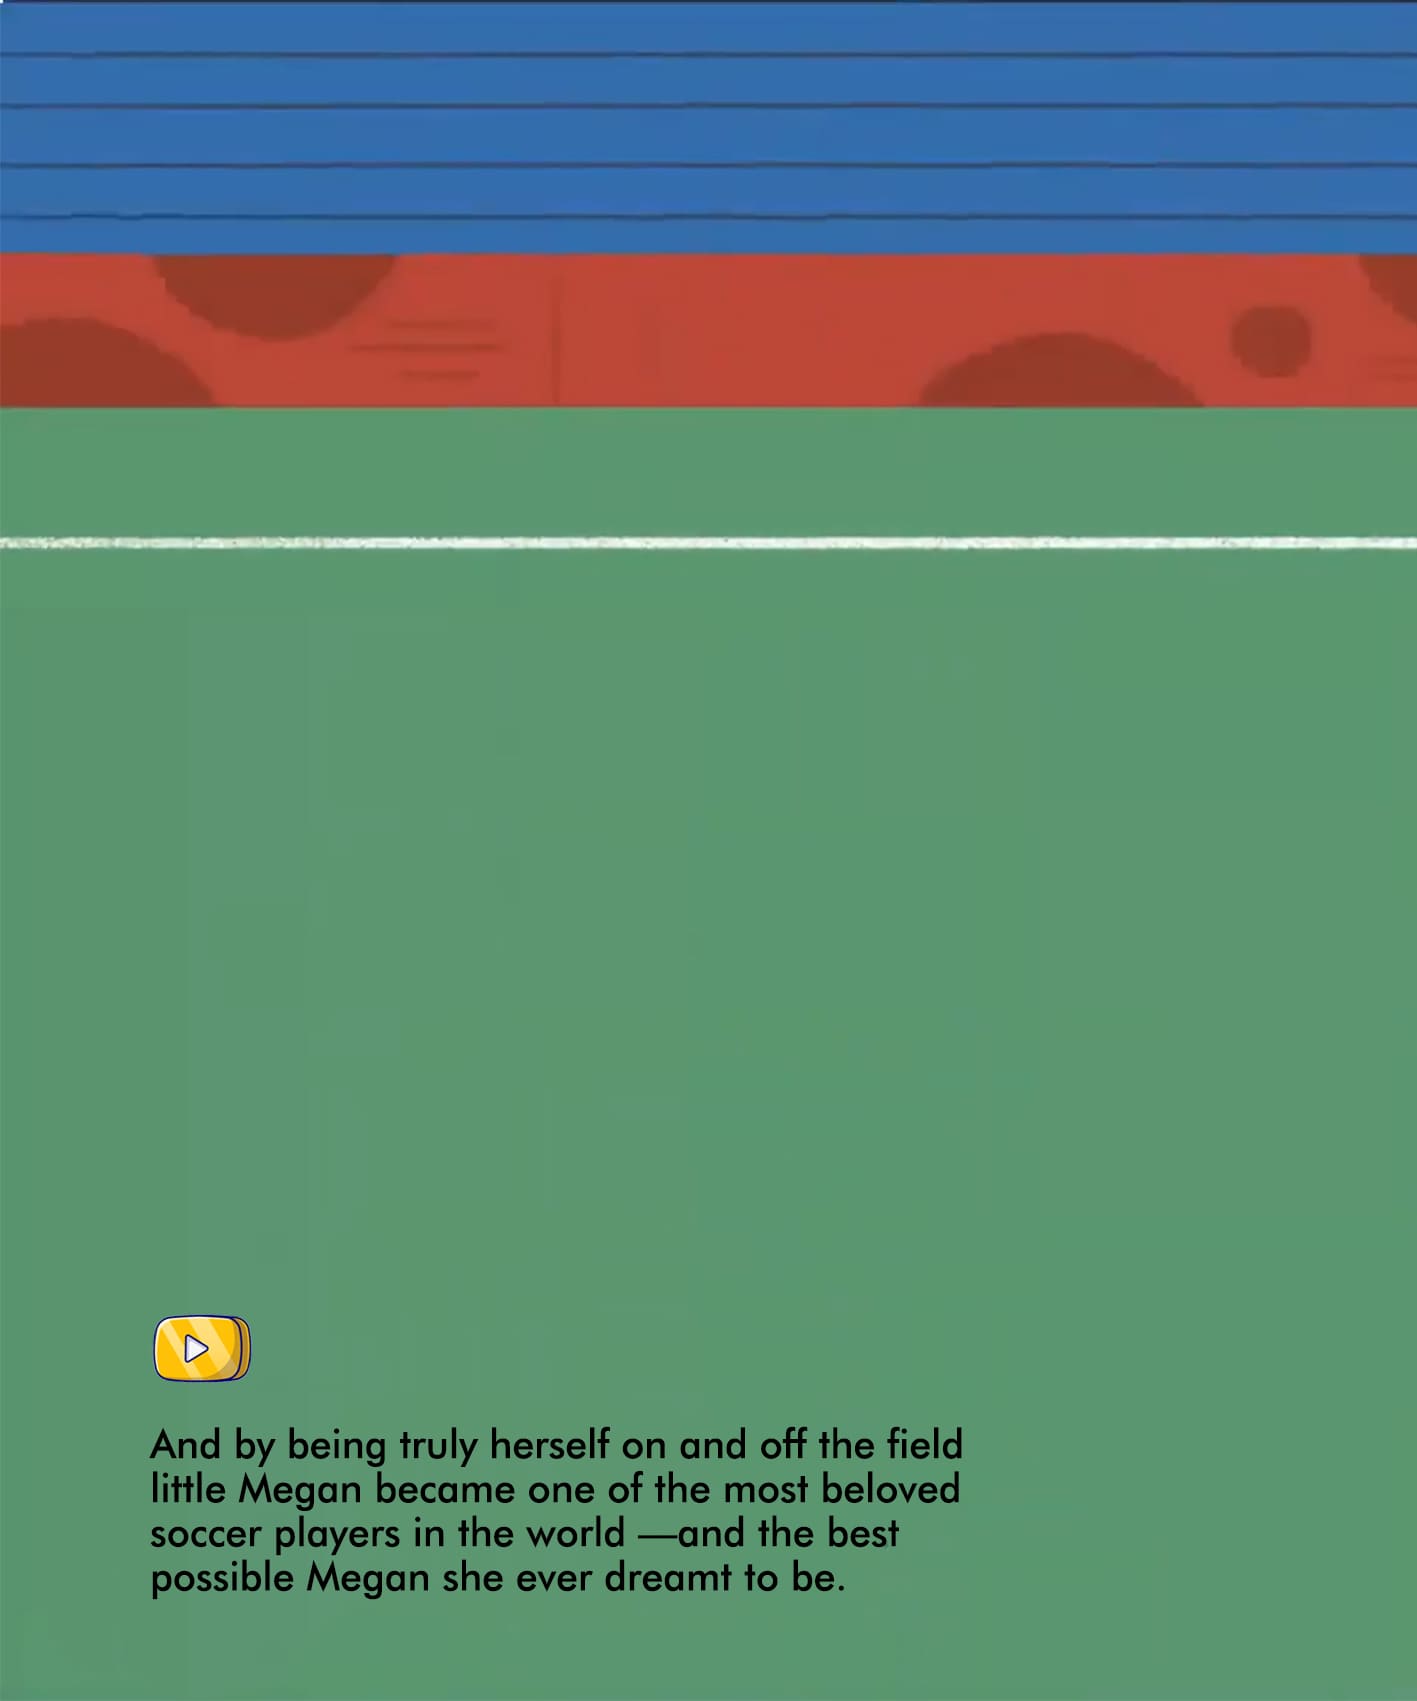 And by being truly herself on and off the field
little Megan became one of the most beloved
soccer players in the world —and the best
possible Megan she ever dreamt to be.